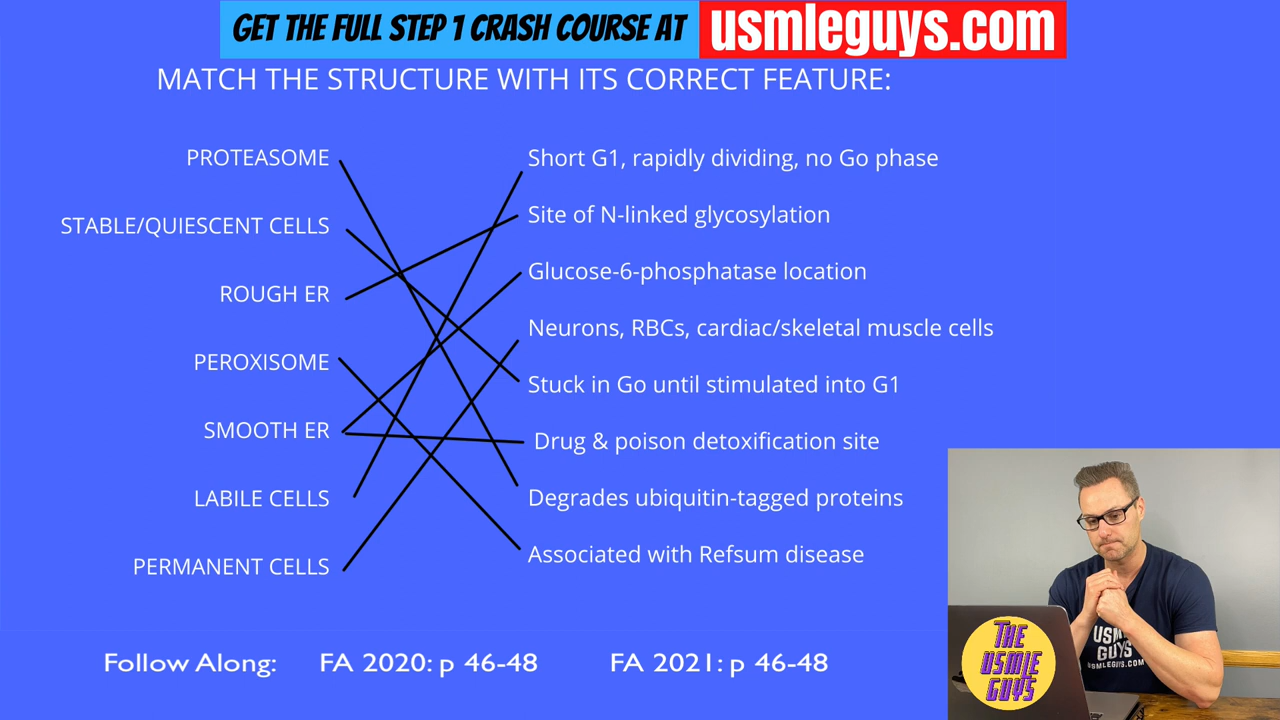 GET THE FULL STEP 1 CRASH COURSE AT usmleguys.com
MATCH THE STRUCTURE WITH ITS CORRECT FEATURE:
PROTEASOME
STABLE/QUIESCENT CELLS
ROUGH ER
PEROXISOME
SMOOTH ER
LABILE CELLS
PERMANENT CELLS
Short G1, rapidly dividing, no Go phase
Site of N-linked glycosylation
Glucose-6-phosphatase location
Neurons, RBCs, cardiac/skeletal muscle cells
Stuck in Go until stimulated into G1
Drug & poison detoxification site
Degrades ubiquitin-tagged proteins
Associated with Refsum disease
Follow Along: FA 2020: p 46-48 FA 2021: p 46-48
THE
USMLE
GUYS
GUYS
USMLEGUYS.COM